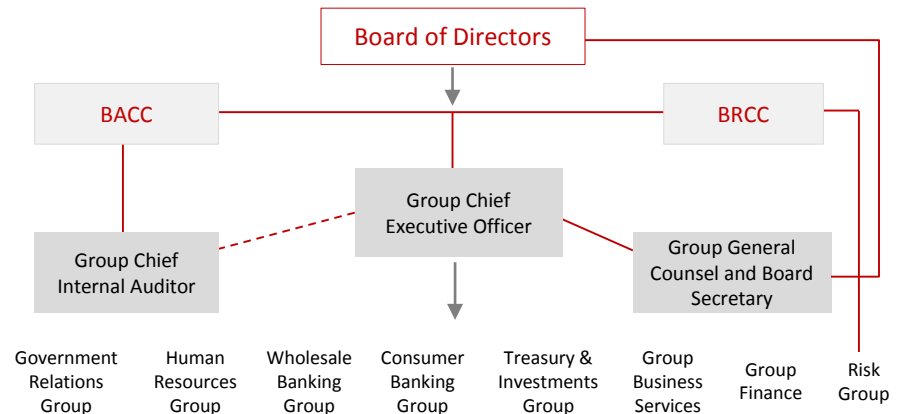 Board of Directors
BACC
BRCC
Group Chief
Executive Officer
Group Chief
Internal Auditor
Group General
Counsel and Board
Secretary
Government
Relations
Group
Human
Resources
Group
Wholesale
Banking
Group
Consumer
Banking
Group
Treasury &
Investments
Group
Group
Business
Services
Group
Finance
Risk
Group